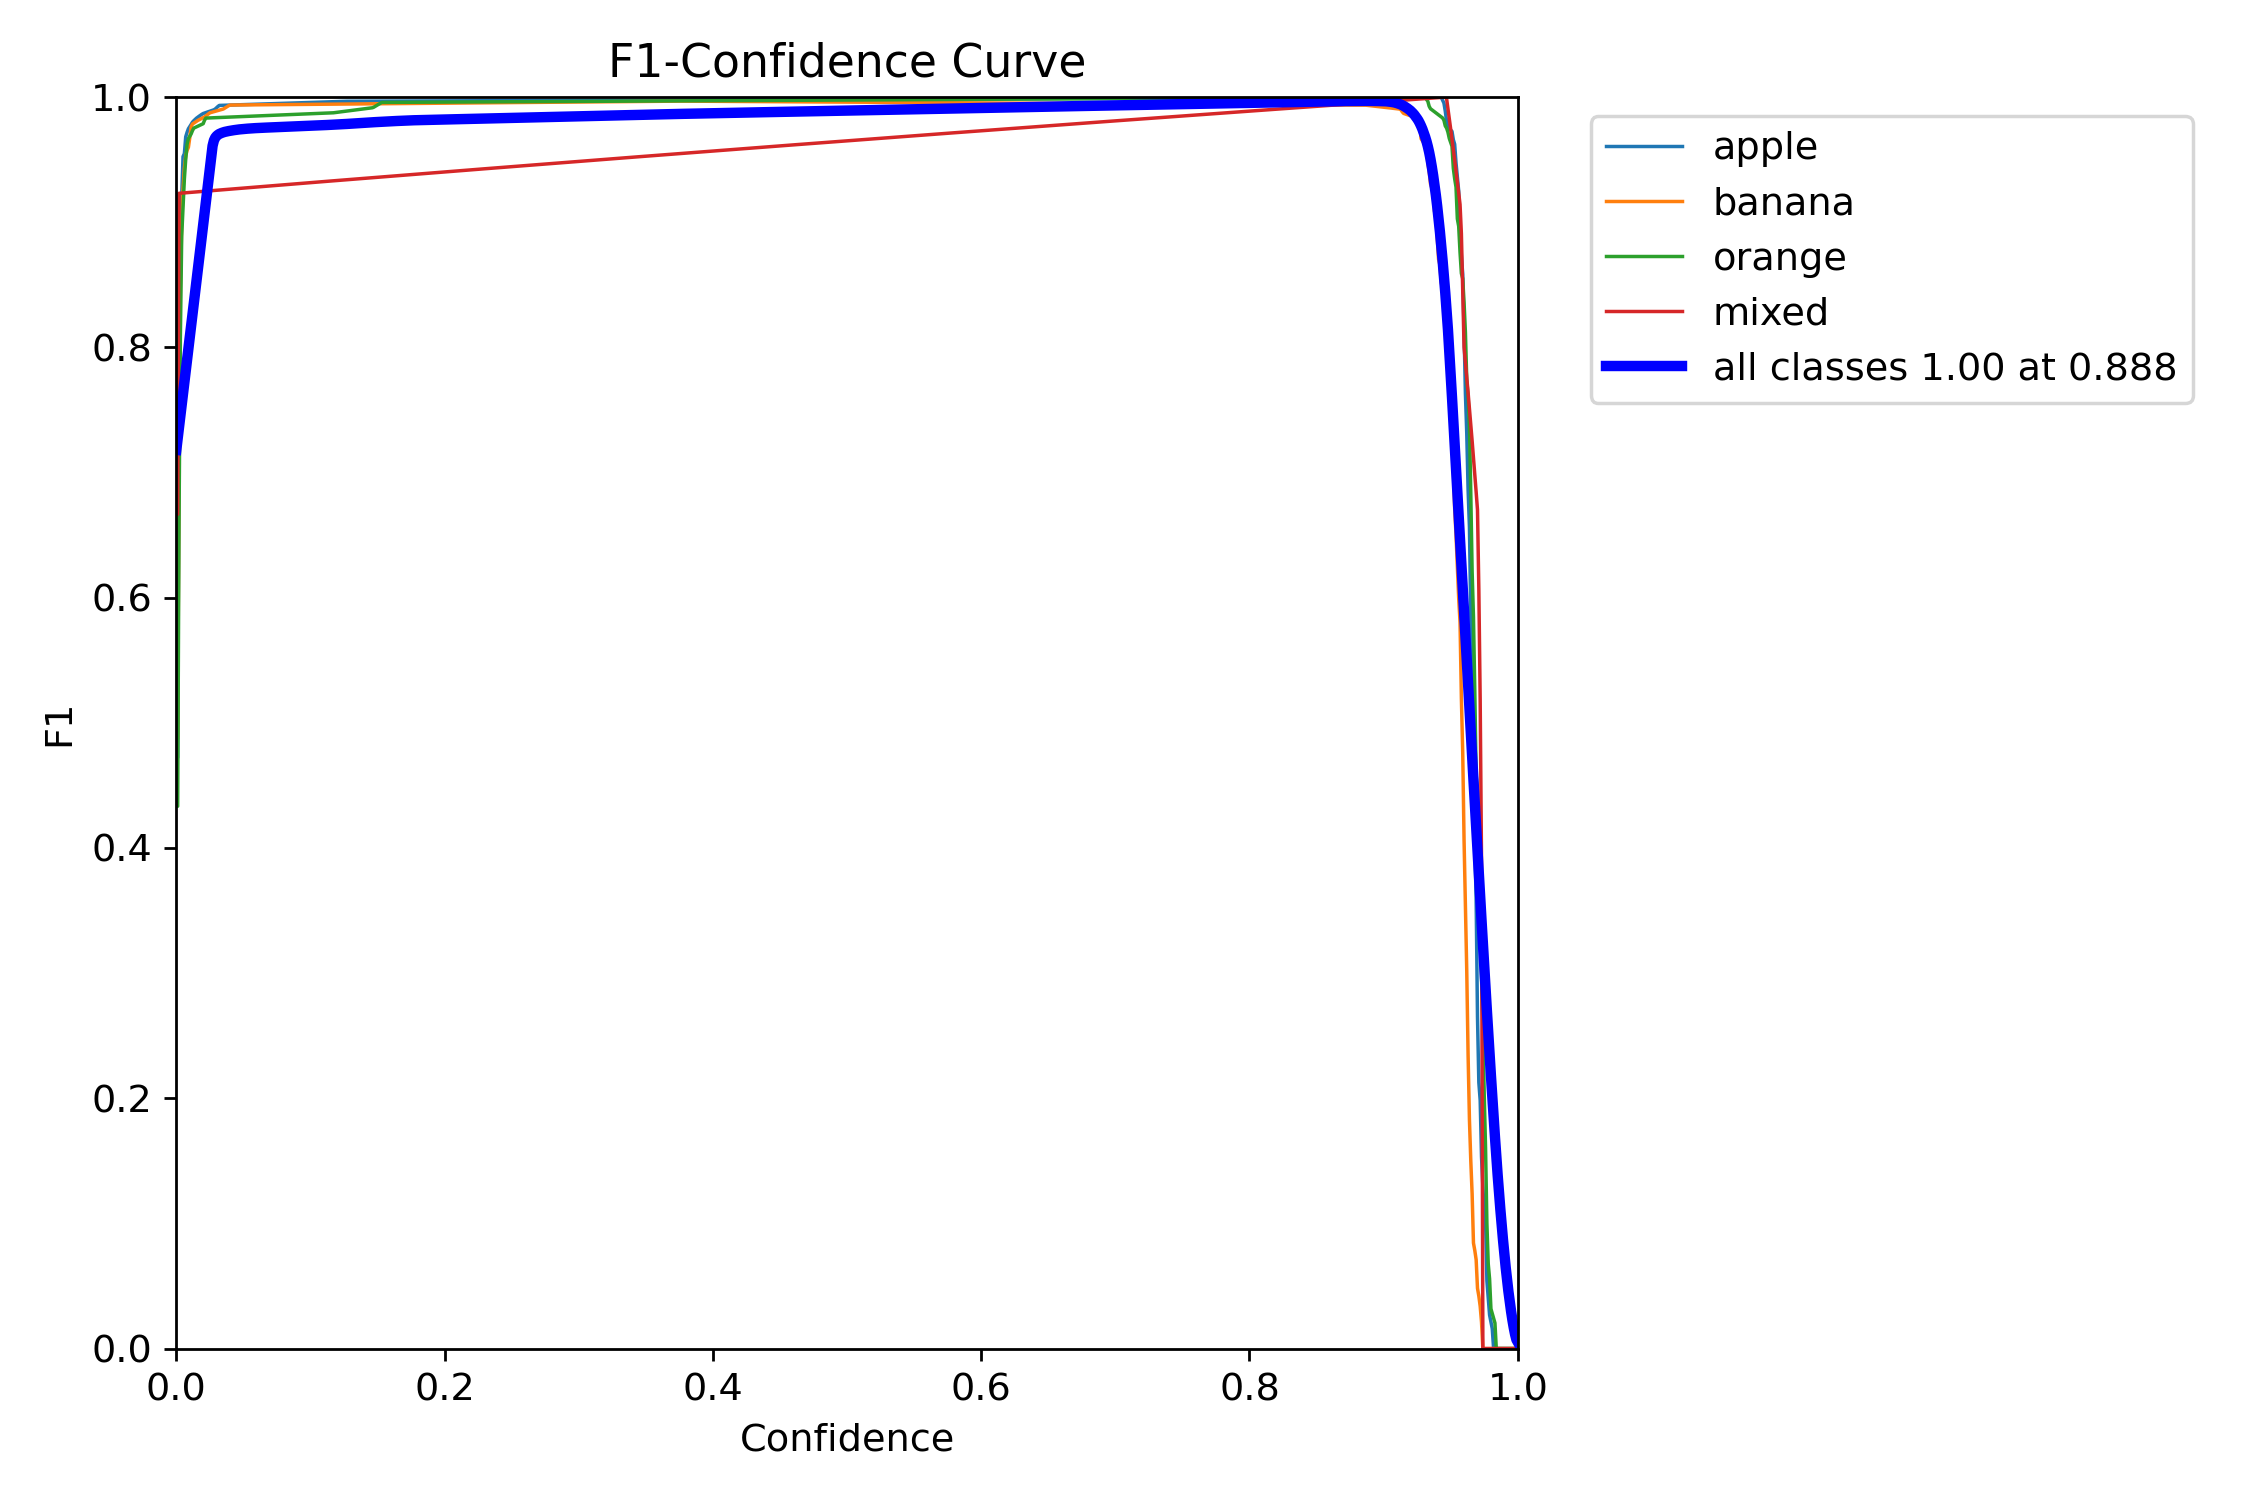 F1-Confidence Curve
1.0
0.8
0.6
0.4
0.2
0.0
F1
0.0 0.2 0.4 0.6 0.8 1.0
Confidence
apple
banana
orange
mixed
all classes 1.00 at 0.888